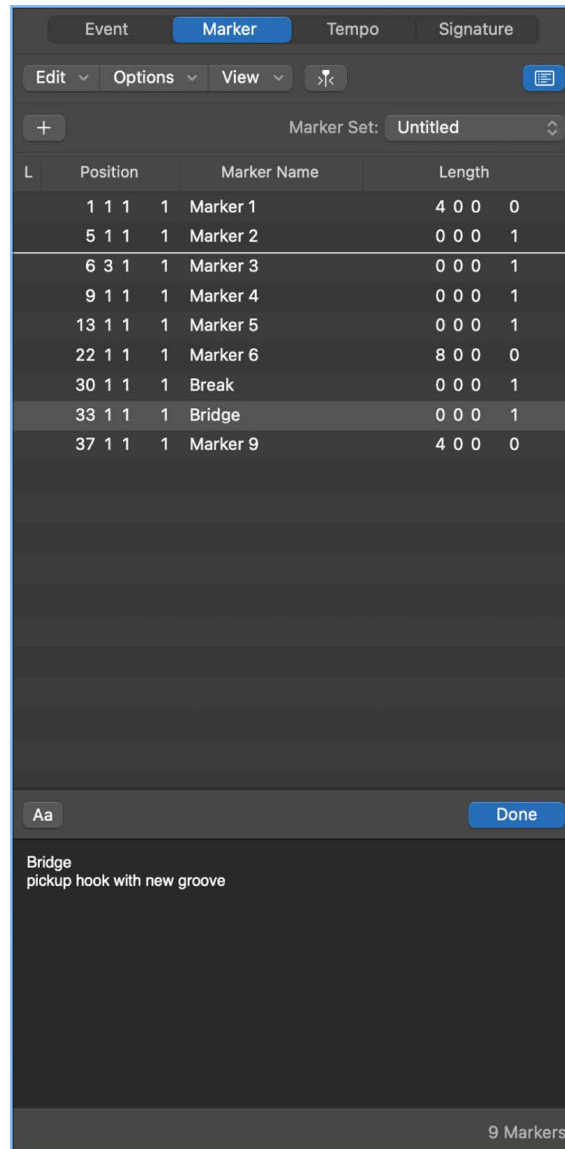 Event Marker Tempo Signature
Edit Options View
+ Marker Set: Untitled
L Position Marker Name Length
1 1 1 1 Marker 1 4 0 0 0
5 1 1 1 Marker 2 0 0 0 1
6 3 1 1 Marker 3 0 0 0 1
9 1 1 1 Marker 4 0 0 0 1
13 1 1 1 Marker 5 0 0 0 1
22 1 1 1 Marker 6 8 0 0 0
30 1 1 1 Break 0 0 0 1
33 1 1 1 Bridge 0 0 0 1
37 1 1 1 Marker 9 4 0 0 0
Aa Done
Bridge
pickup hook with new groove
9 Markers